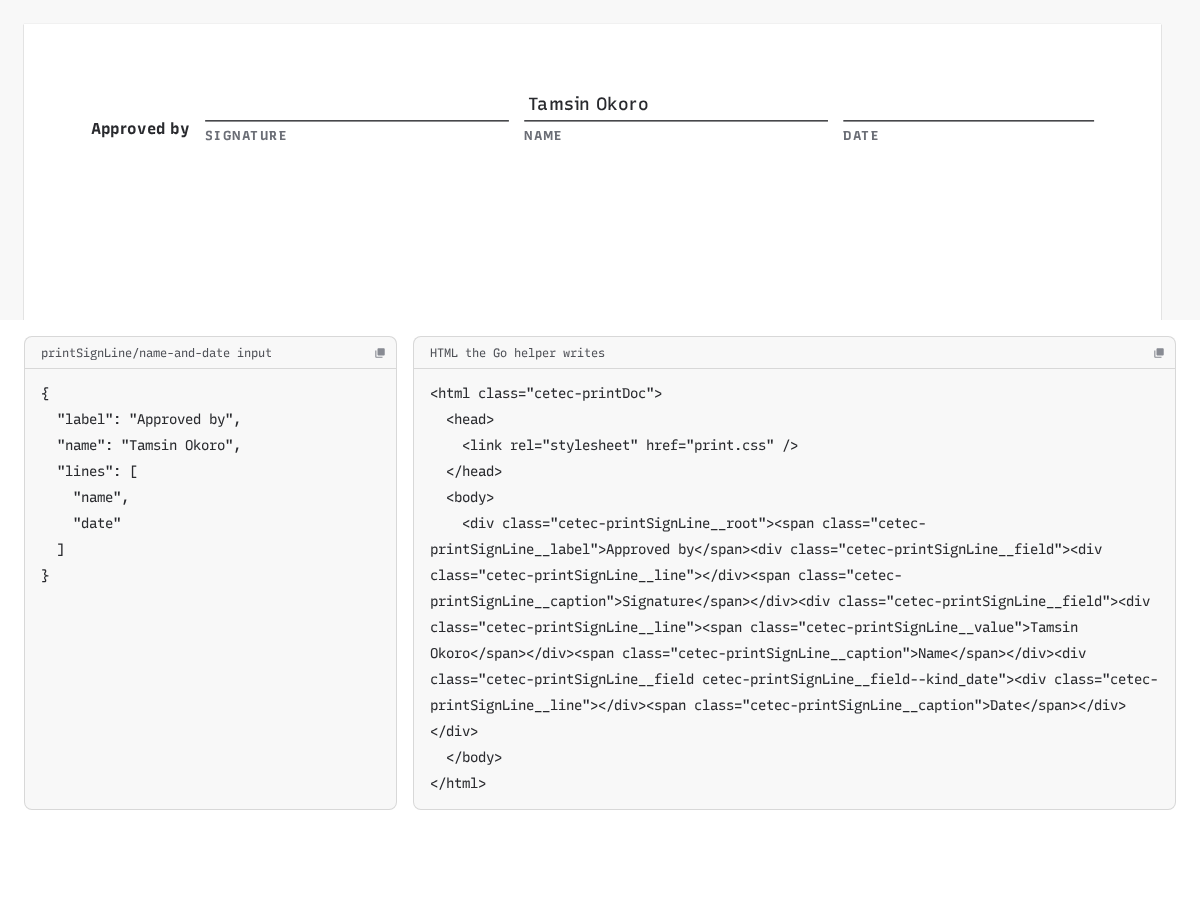 Tamsin Okoro
Approved by
SIGNATURE
NAME
DATE
printSignLine/name-and-date input
{
  "label": "Approved by",
  "name": "Tamsin Okoro",
  "lines": [
    "name",
    "date"
  ]
}
HTML the Go helper writes
<html class="cetec-printDoc">
  <head>
    <link rel="stylesheet" href="print.css" />
  </head>
  <body>
    <div class="cetec-printSignLine__root"><span class="cetec-
printSignLine__label">Approved by</span><div class="cetec-printSignLine__field"><div
class="cetec-printSignLine__line"></div><span class="cetec-
printSignLine__caption">Signature</span></div><div class="cetec-printSignLine__field"><div
class="cetec-printSignLine__line"><span class="cetec-printSignLine__value">Tamsin
Okoro</span></div><span class="cetec-printSignLine__caption">Name</span></div><div
class="cetec-printSignLine__field cetec-printSignLine__field--kind_date"><div class="cetec-
printSignLine__line"></div><span class="cetec-printSignLine__caption">Date</span></div>
</div>
  </body>
</html>